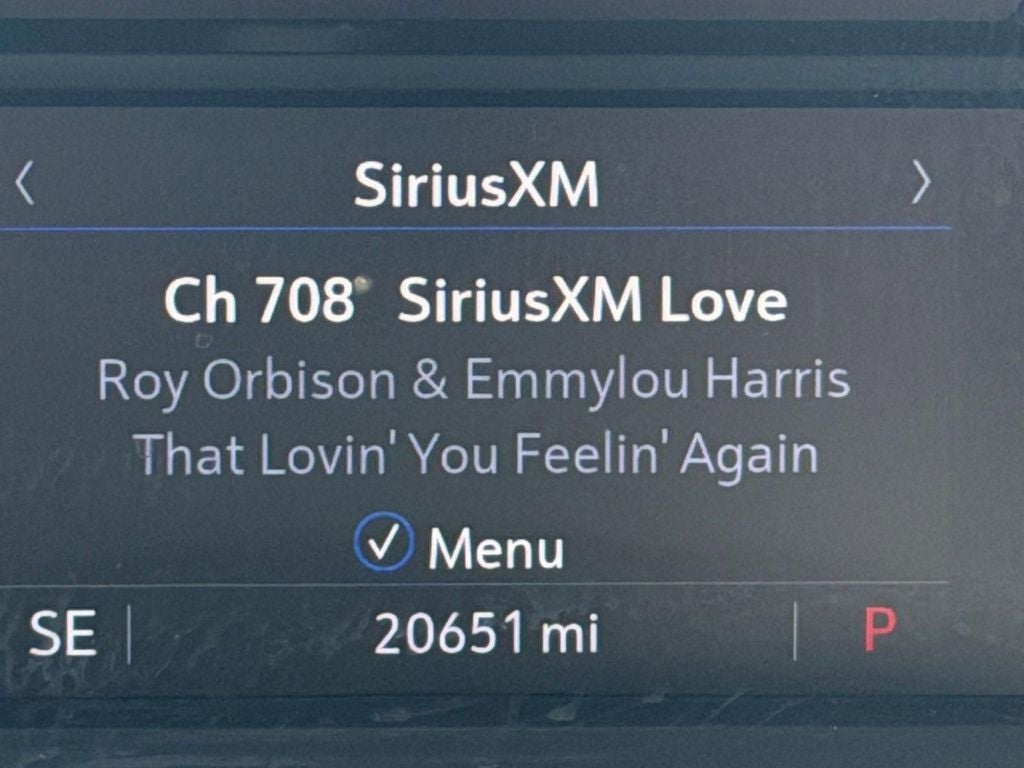 SiriusXM
Ch 708 SiriusXM Love
Roy Orbison & Emmylou Harris
That Lovin' You Feelin' Again
Menu
SE 20651 mi P